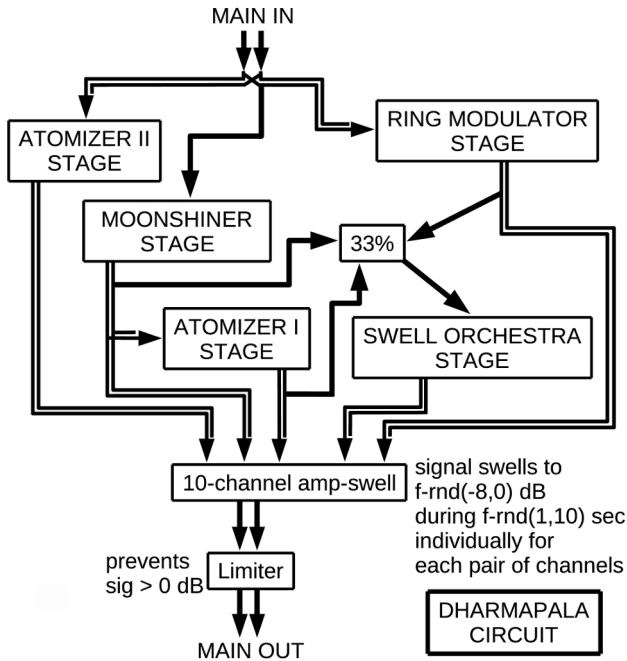 MAIN IN
ATOMIZER II
STAGE
RING MODULATOR
STAGE
MOONSHINER
STAGE
33%
ATOMIZER I
STAGE
SWELL ORCHESTRA
STAGE
10-channel amp-swell
signal swells to
f-rnd(-8,0) dB
during f-rnd(1,10) sec
individually for
each pair of channels
prevents
sig > 0 dB
Limiter
MAIN OUT
DHARMAPALA
CIRCUIT